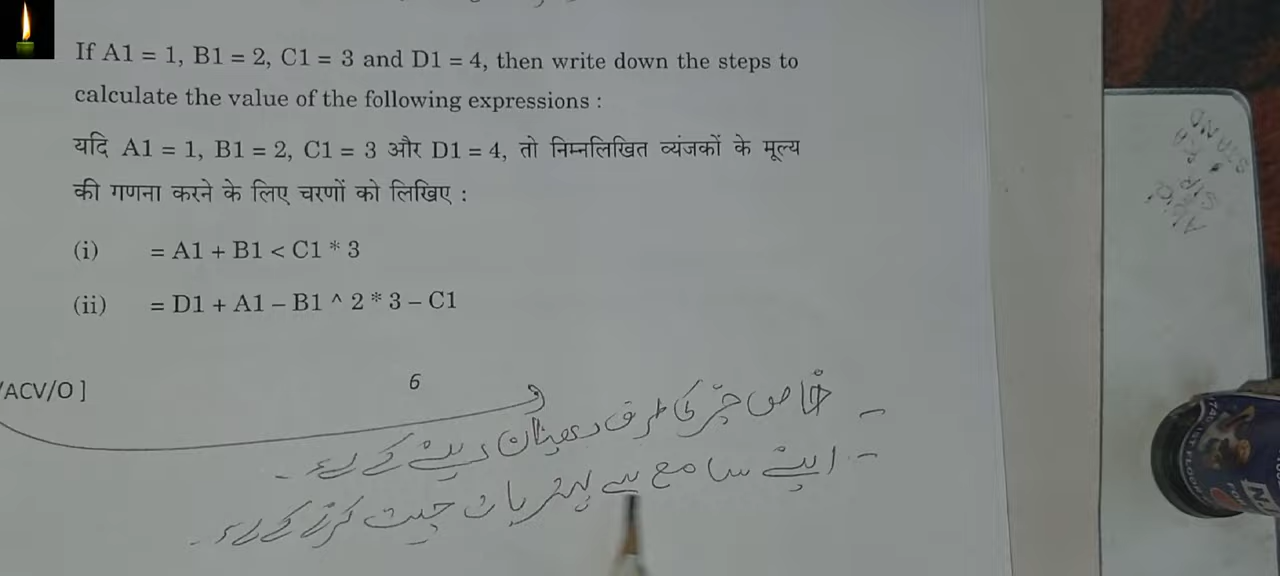 If A1 = 1, B1 = 2, C1 = 3 and D1 = 4, then write down the steps to
calculate the value of the following expressions :
यदि A1 = 1, B1 = 2, C1 = 3 और D1 = 4, तो निम्नलिखित व्यंजकों के मूल्य
की गणना करने के लिए चरणों को लिखिए :
(i) = A1 + B1 < C1 * 3
(ii) = D1 + A1 – B1 ^ 2 * 3 – C1
/ACV/O ]
6
- خاص چیز کی طرف دھیان دینے کے لیے -
- اپنے سامع سے بہتر بات چیت کرنے کے لیے -
STAND